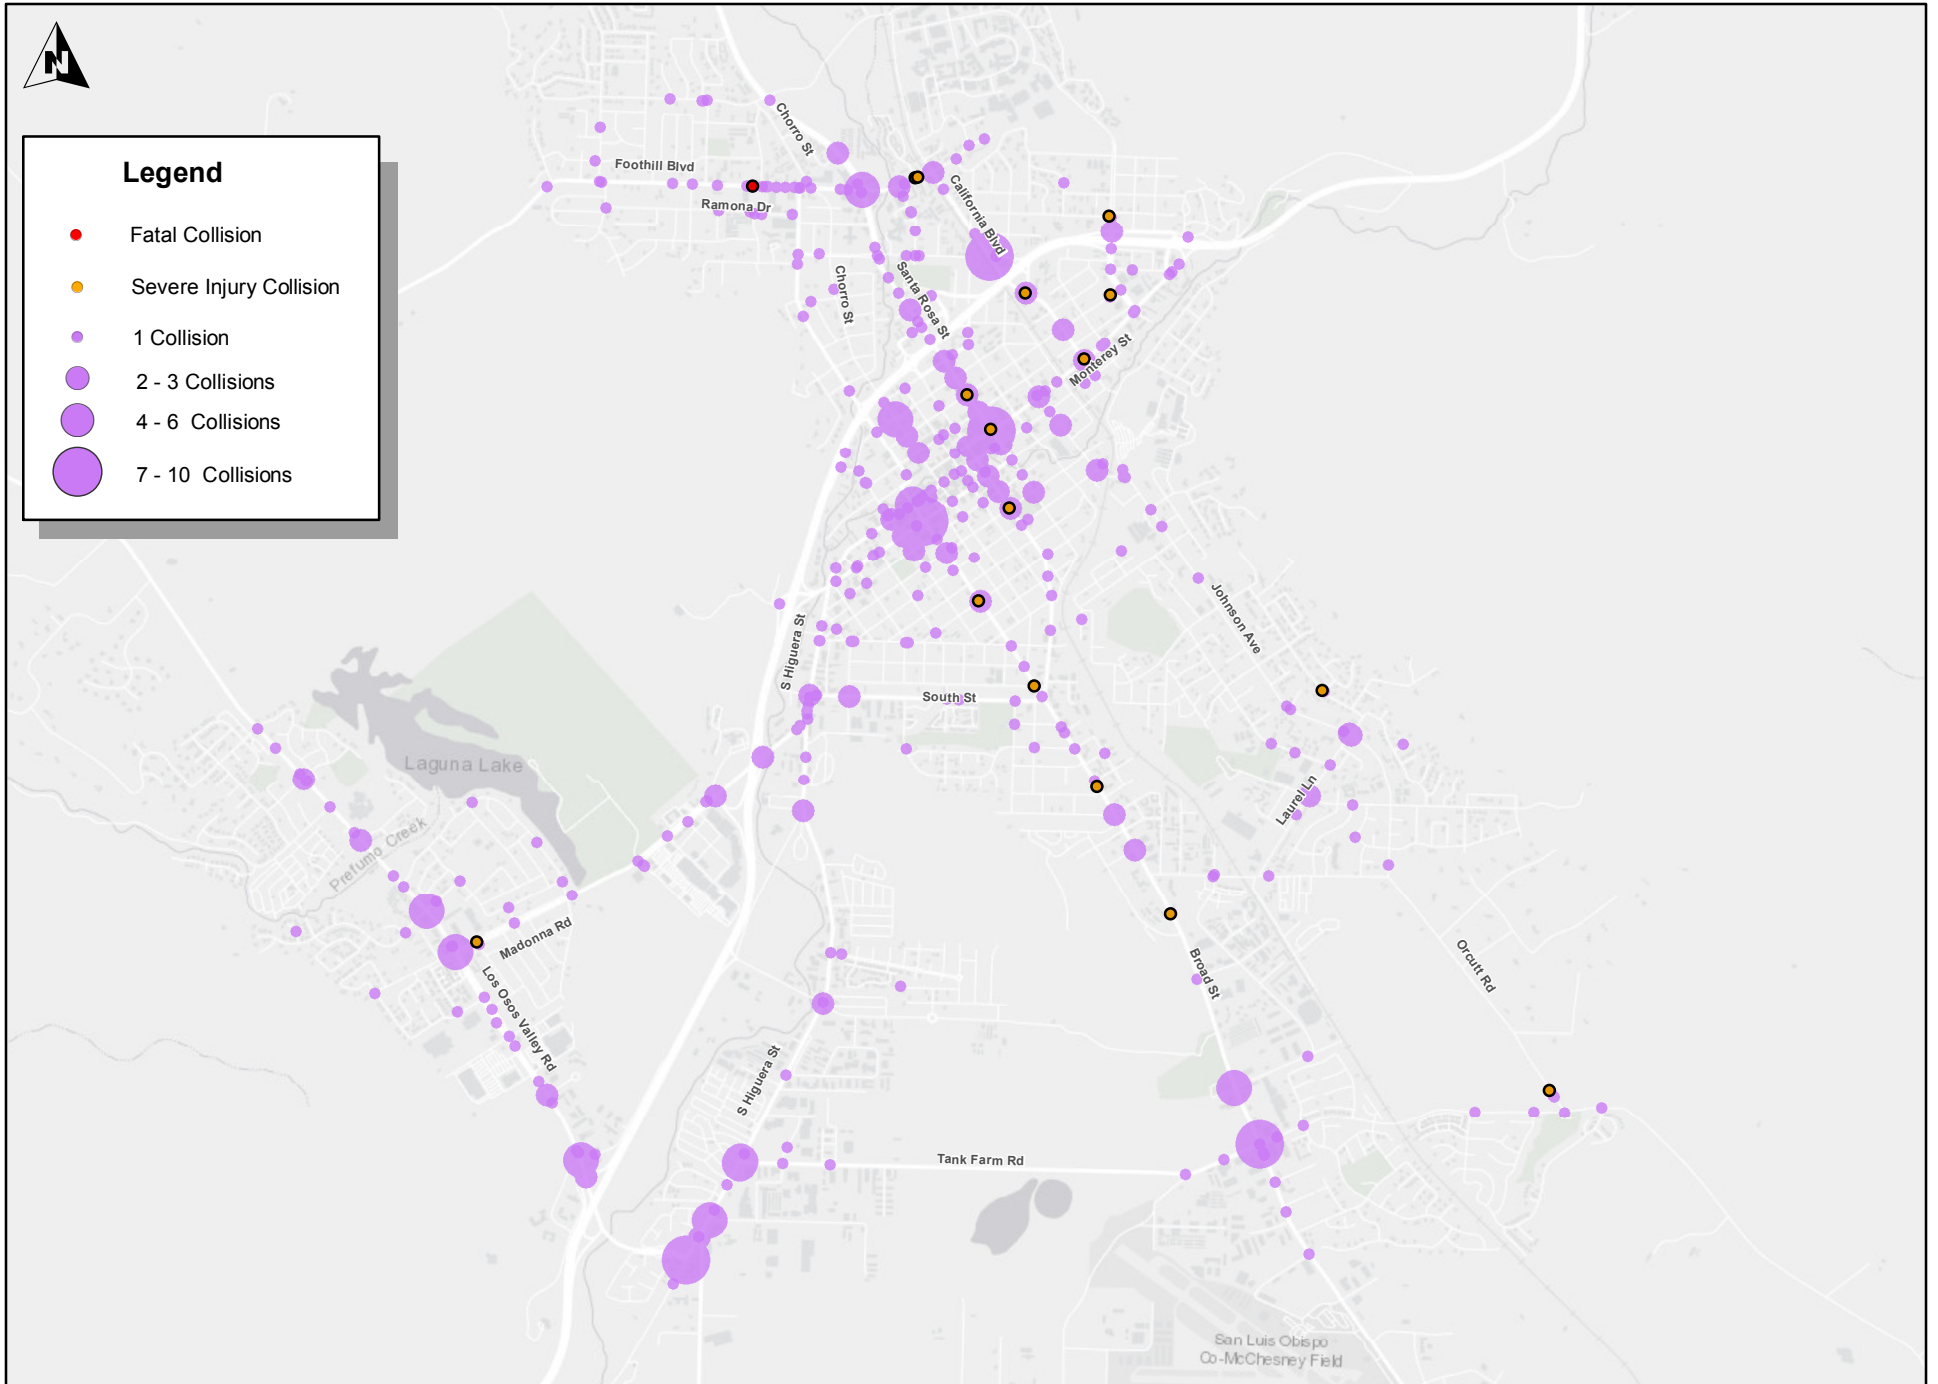 N
Legend
Fatal Collision
Severe Injury Collision
1 Collision
2 - 3 Collisions
4 - 6 Collisions
7 - 10 Collisions
Chorro St
Foothill Blvd
Ramona Dr
California Blvd
Chorro St
Santa Rosa St
Monterey St
Johnson Ave
S Higuera St
South St
Laguna Lake
Laurel Ln
Prefumo Creek
Madonna Rd
Los Osos Valley Rd
Broad St
Orcutt Rd
S Higuera St
Tank Farm Rd
San Luis Obispo
Co-McChesney Field